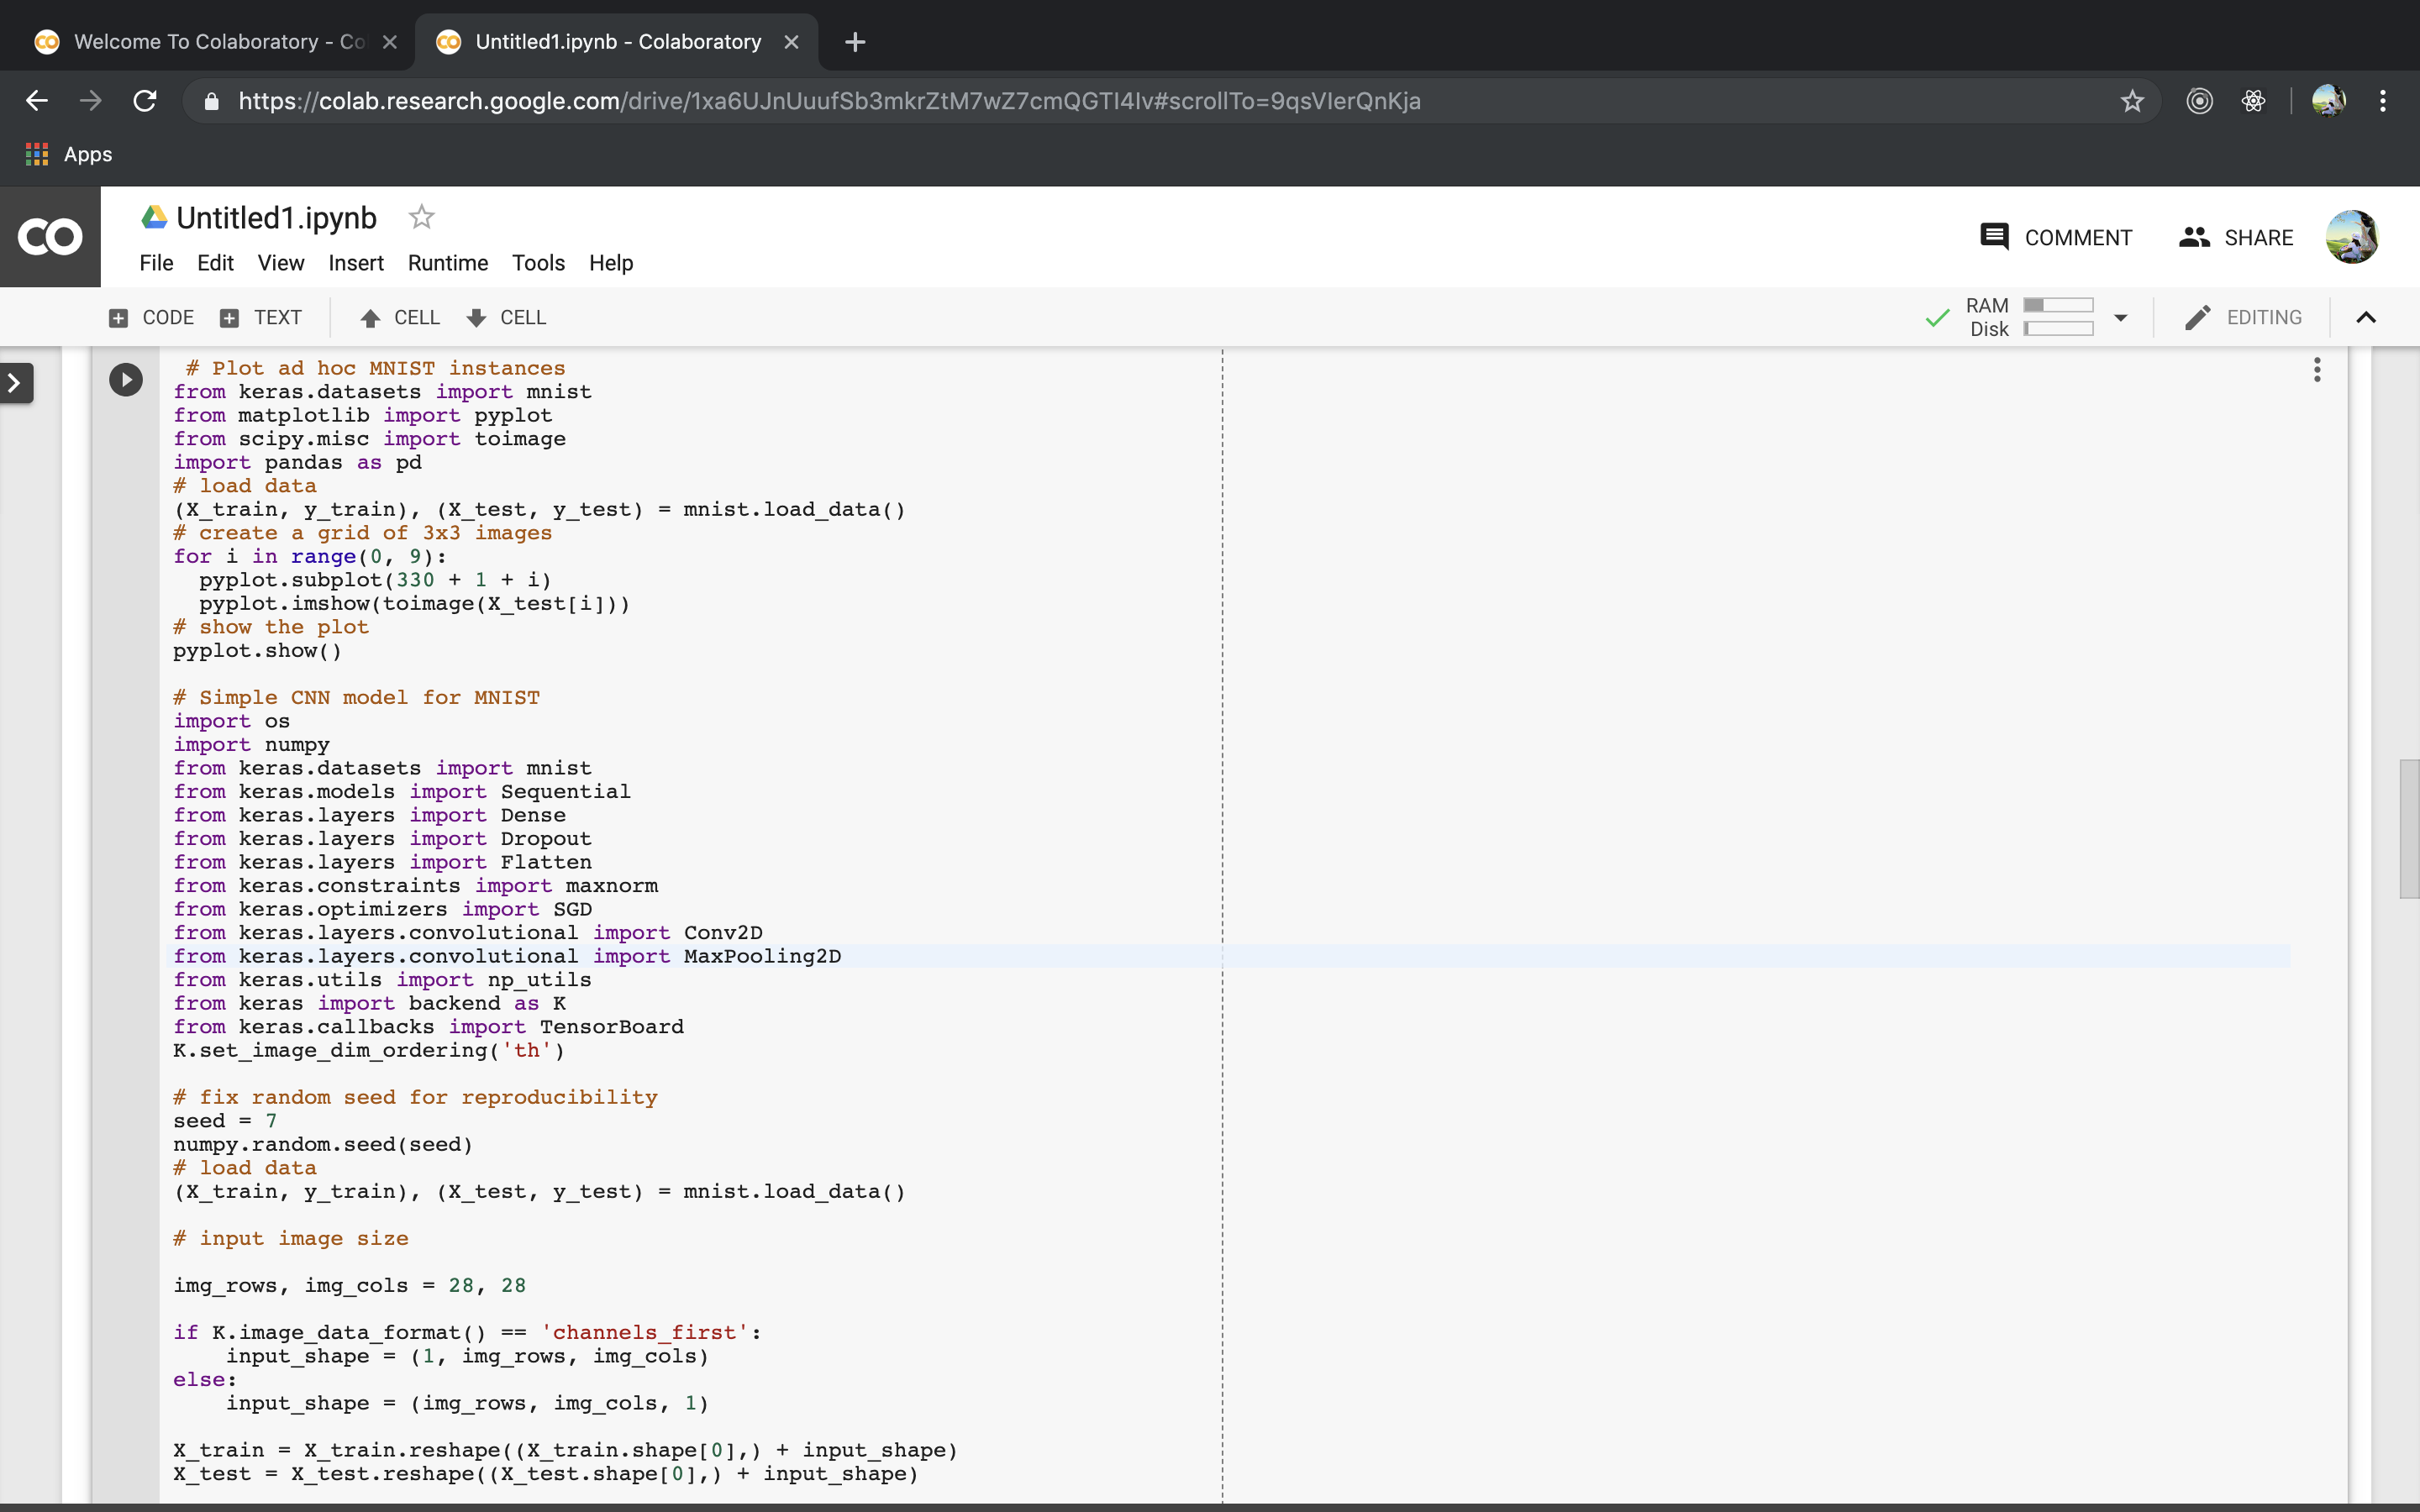 Welcome To Colaboratory - Co
Untitled1.ipynb - Colaboratory
https://colab.research.google.com/drive/1xa6UJnUuufSb3mkrZtM7wZ7cmQGTI4Iv#scrollTo=9qsVIerQnKja
Apps
CO
Untitled1.ipynb
COMMENT SHARE
File Edit View Insert Runtime Tools Help
CODE TEXT CELL CELL
RAM
Disk
EDITING
# Plot ad hoc MNIST instances
from keras.datasets import mnist
from matplotlib import pyplot
from scipy.misc import toimage
import pandas as pd
# load data
(X_train, y_train), (X_test, y_test) = mnist.load_data()
# create a grid of 3x3 images
for i in range(0, 9):
  pyplot.subplot(330 + 1 + i)
  pyplot.imshow(toimage(X_test[i]))
# show the plot
pyplot.show()
# Simple CNN model for MNIST
import os
import numpy
from keras.datasets import mnist
from keras.models import Sequential
from keras.layers import Dense
from keras.layers import Dropout
from keras.layers import Flatten
from keras.constraints import maxnorm
from keras.optimizers import SGD
from keras.layers.convolutional import Conv2D
from keras.layers.convolutional import MaxPooling2D
from keras.utils import np_utils
from keras import backend as K
from keras.callbacks import TensorBoard
K.set_image_dim_ordering('th')
# fix random seed for reproducibility
seed = 7
numpy.random.seed(seed)
# load data
(X_train, y_train), (X_test, y_test) = mnist.load_data()
# input image size
img_rows, img_cols = 28, 28
if K.image_data_format() == 'channels_first':
    input_shape = (1, img_rows, img_cols)
else:
    input_shape = (img_rows, img_cols, 1)
X_train = X_train.reshape((X_train.shape[0],) + input_shape)
X_test = X_test.reshape((X_test.shape[0],) + input_shape)